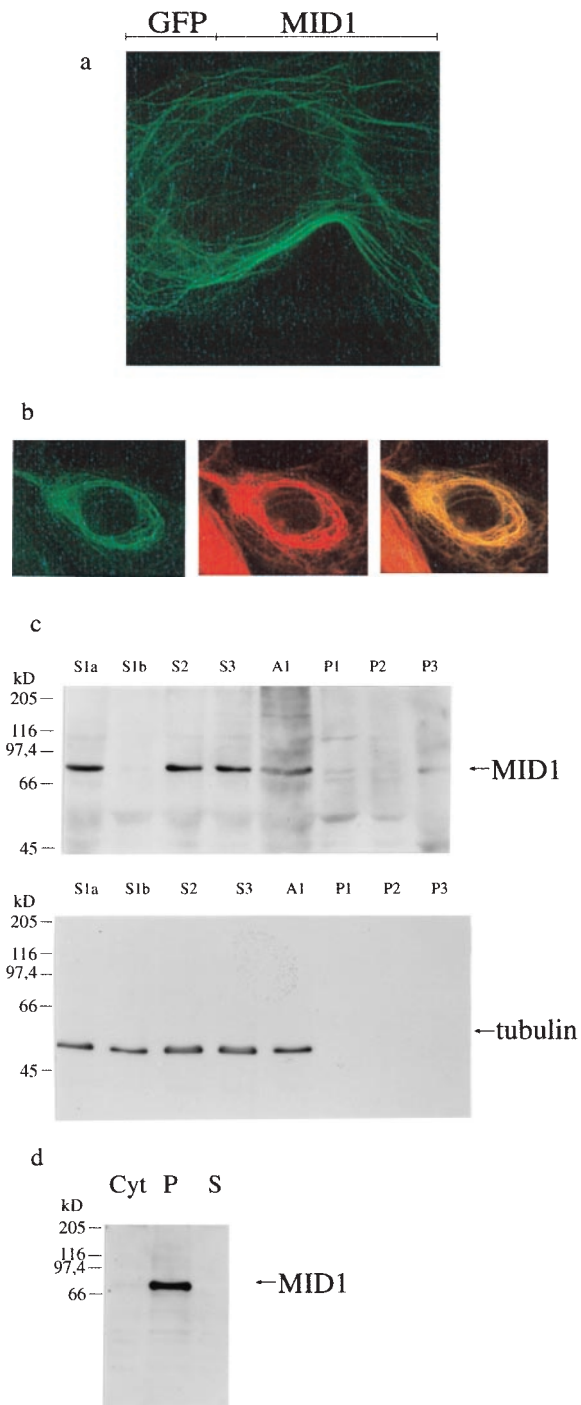 GFP MID1
a
b
c
kD S1a S1b S2 S3 A1 P1 P2 P3
205
116
97,4
66
45
←MID1
kD S1a S1b S2 S3 A1 P1 P2 P3
205
116
97,4
66
45
←tubulin
d
Cyt P S
kD
205
116
97,4
66
←MID1